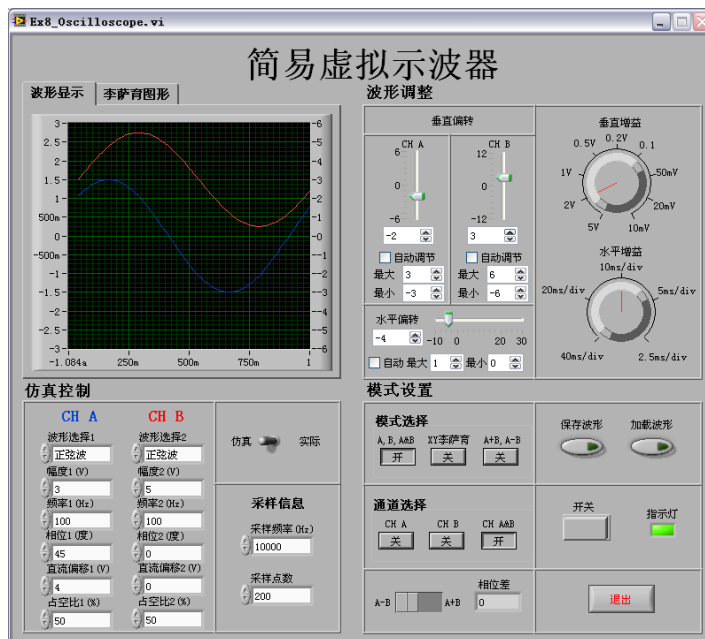 Ex8_Oscilloscope.vi
简易虚拟示波器
波形显示 李萨育图形
3 -6
2.5 -5
2 -4
1.5 -3
1 -2
500m -1
0 -0
-500m -1
-1 -2
-1.5 -3
-2 -4
-2.5 -5
-3 -6
-1.084a 250m 500m 750m 1
波形调整
垂直偏转
CH A
6
0
-6
-2
自动调节
最大 3
最小 -3
CH B
12
0
-12
3
自动调节
最大 6
最小 -6
水平偏转
-4
-10 0 20 30
自动 最大 1 最小 0
垂直增益
0.2V
0.5V 0.1
1V 50mV
2V 20mV
5V 10mV
水平增益
10ms/div
20ms/div 5ms/div
40ms/div 2.5ms/div
仿真控制
CH A
波形选择1
正弦波
幅度1(V)
3
频率1(Hz)
100
相位1(度)
45
直流偏移1(V)
4
占空比1(%)
50
CH B
波形选择2
正弦波
幅度2(V)
5
频率2(Hz)
100
相位2(度)
0
直流偏移2(V)
0
占空比2(%)
50
仿真 实际
采样信息
采样频率(Hz)
10000
采样点数
200
模式设置
模式选择
A,B,A&B XY李萨育 A+B,A-B
开 关 关
通道选择
CH A CH B CH A&B
关 关 开
A-B A+B
相位差
0
保存波形 加载波形
开关 指示灯
退出